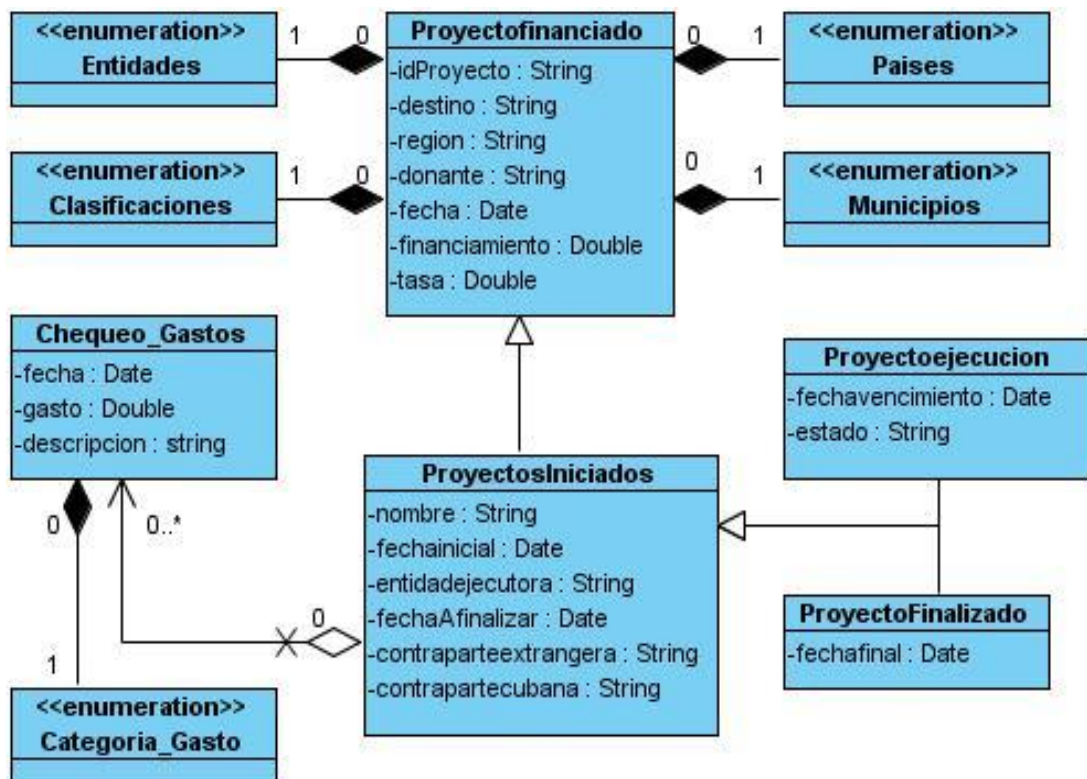 <<enumeration>>
Entidades
1
0
Proyectofinanciado
-idProyecto : String
-destino : String
-region : String
-donante : String
-fecha : Date
-financiamiento : Double
-tasa : Double
0
1
<<enumeration>>
Paises
<<enumeration>>
Clasificaciones
1
0
0
1
<<enumeration>>
Municipios
Chequeo_Gastos
-fecha : Date
-gasto : Double
-descripcion : string
0
0..*
1
<<enumeration>>
Categoria_Gasto
ProyectosIniciados
-nombre : String
-fechainicial : Date
-entidadejecutora : String
-fechaAfinalizar : Date
-contraparteextrangera : String
-contrapartecubana : String
0
Proyectoejecucion
-fechavencimiento : Date
-estado : String
ProyectoFinalizado
-fechafinal : Date